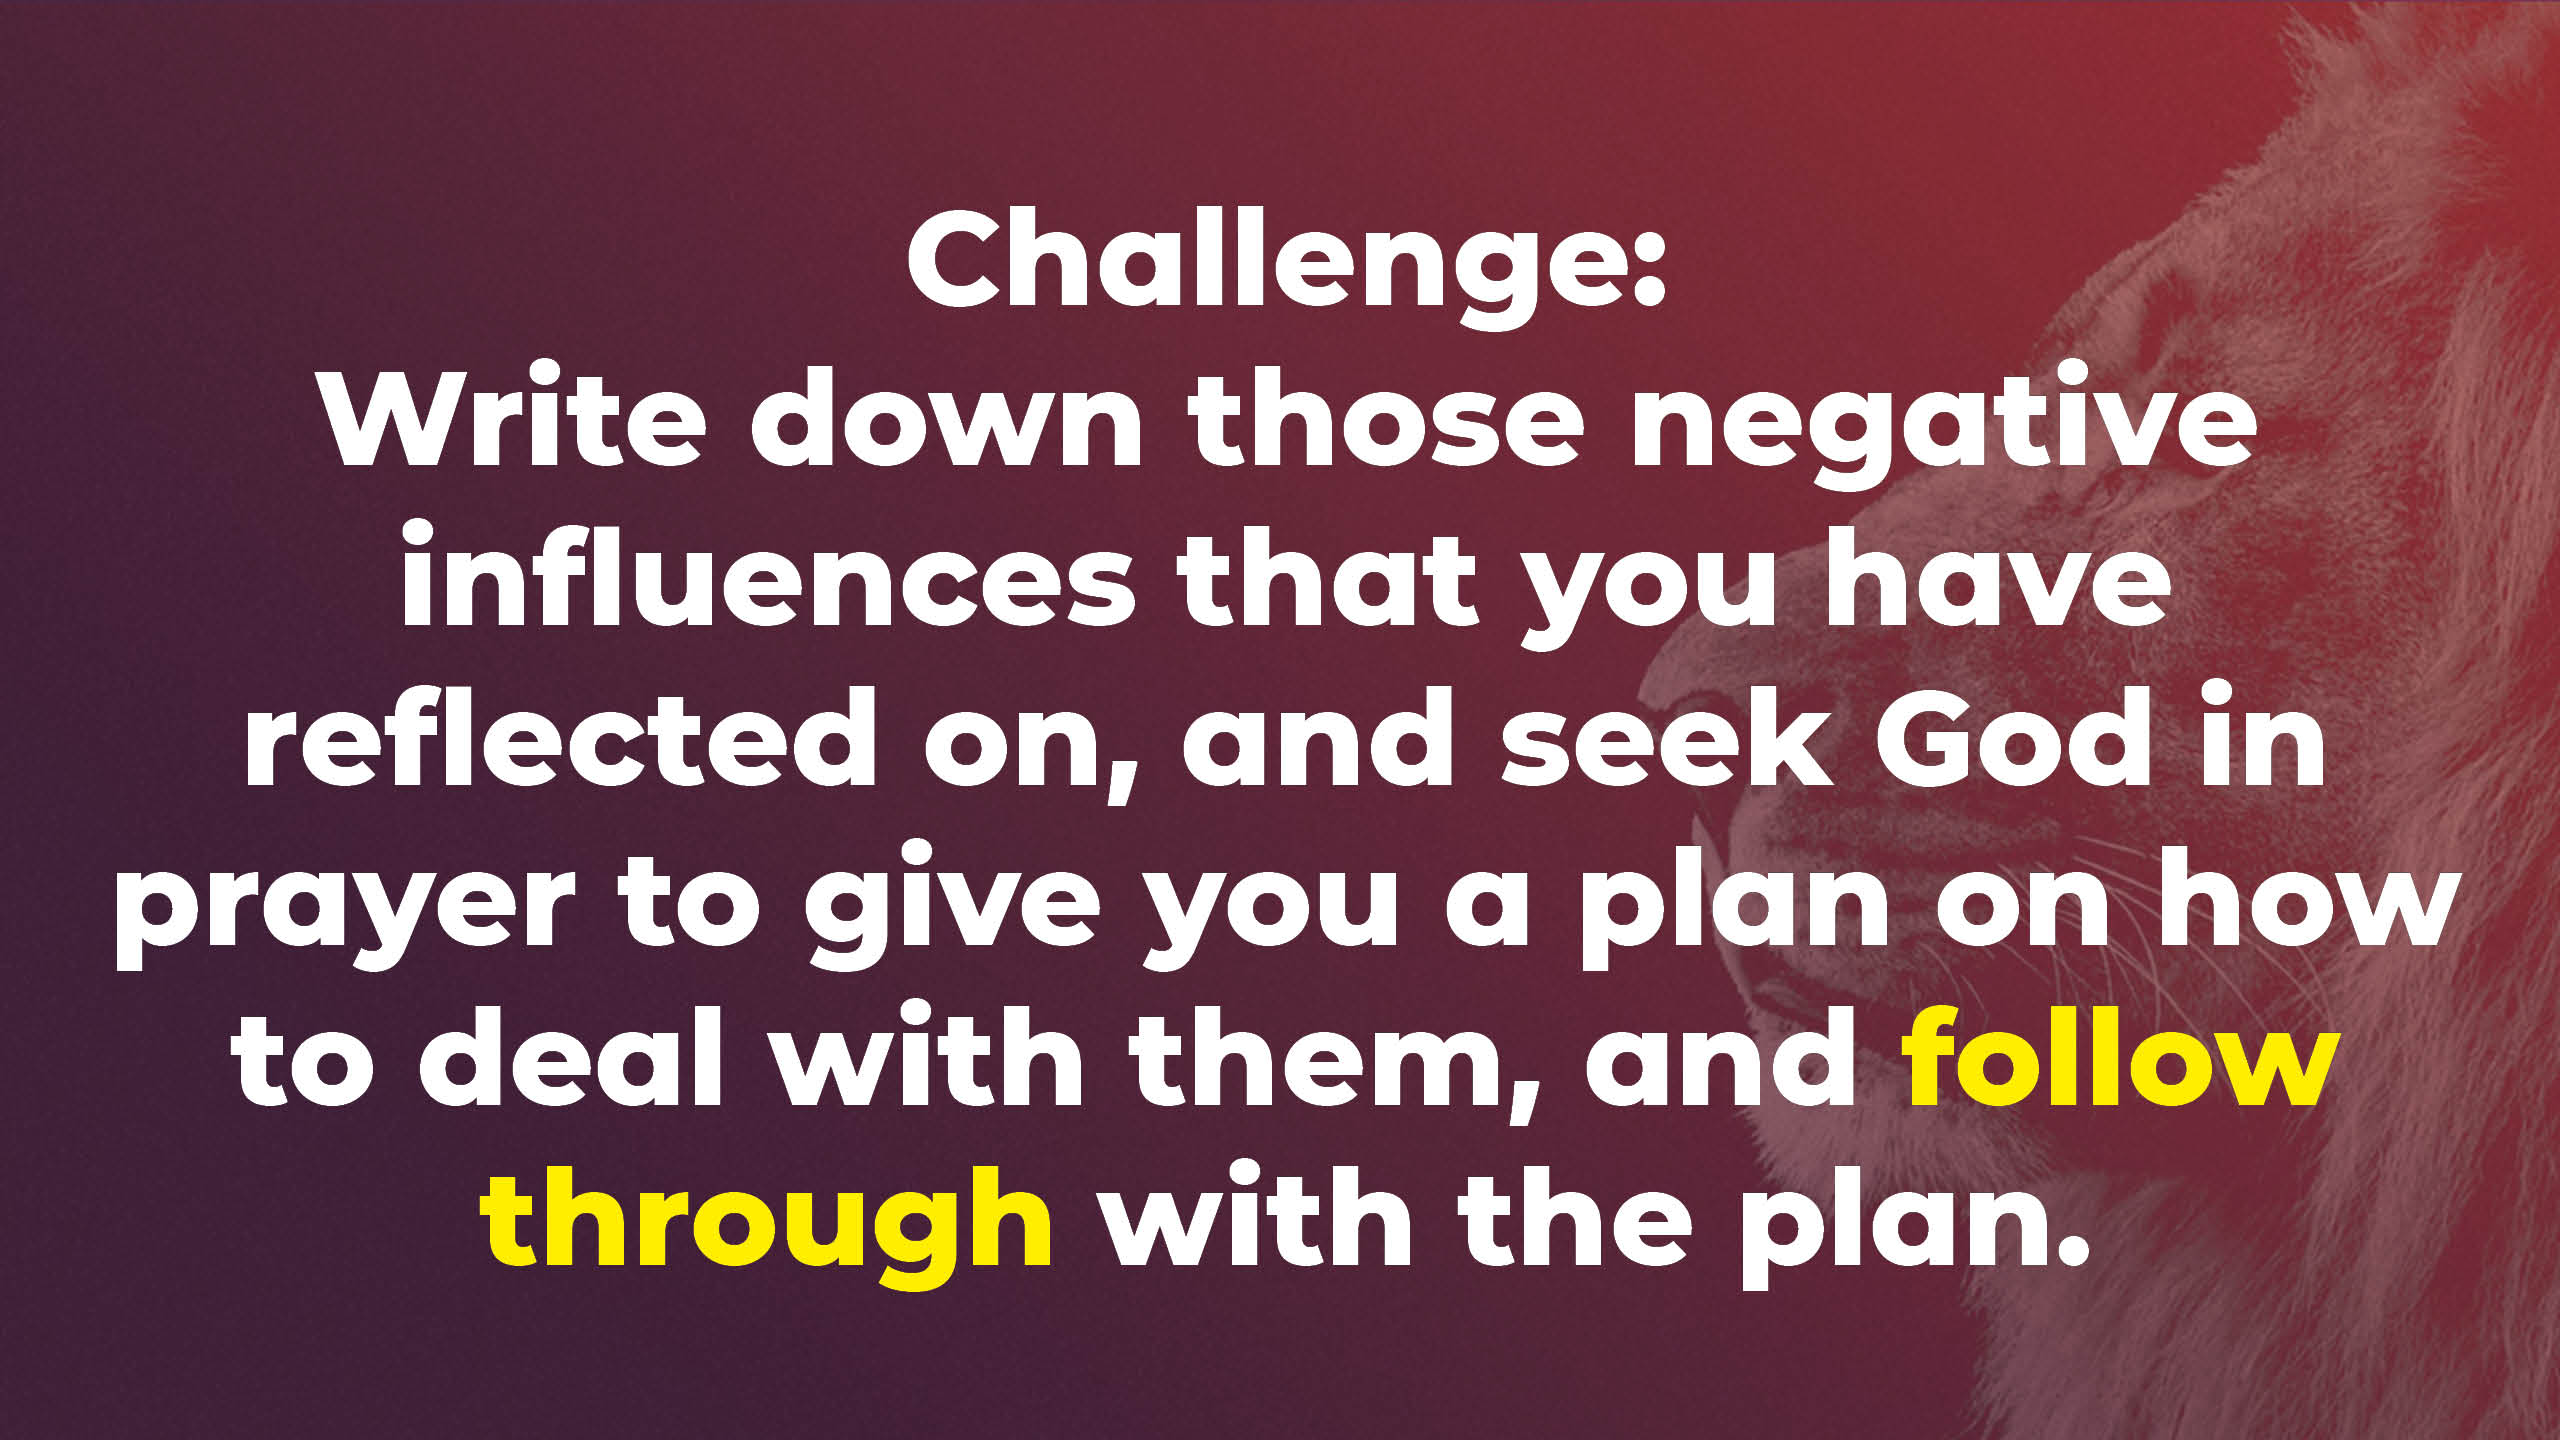 Challenge:
Write down those negative
influences that you have
reflected on, and seek God in
prayer to give you a plan on how
to deal with them, and follow
through with the plan.